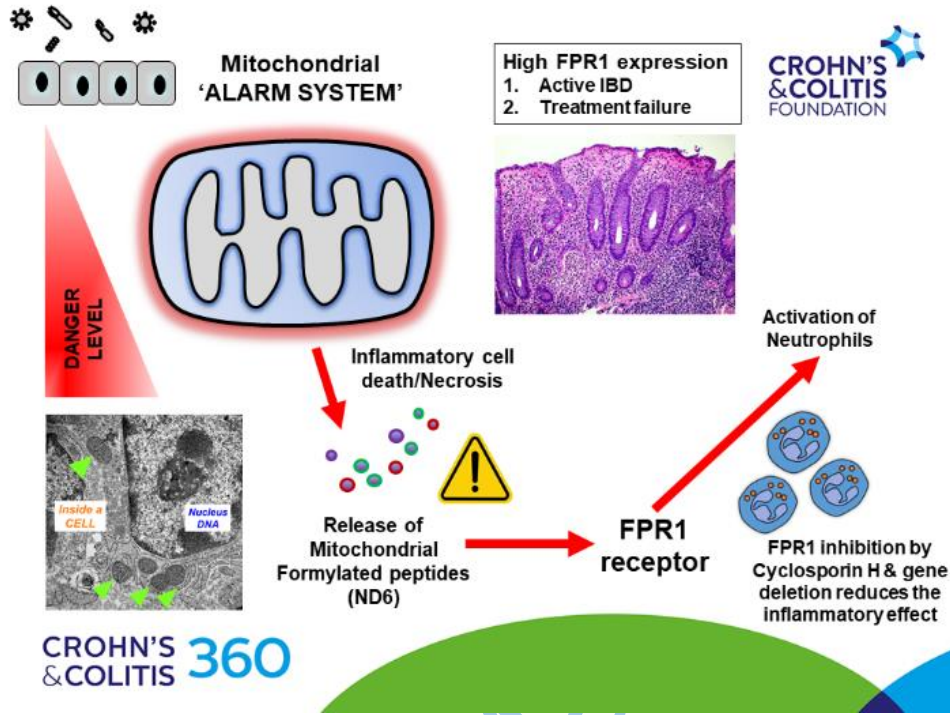 Mitochondrial
‘ALARM SYSTEM’
High FPR1 expression
1. Active IBD
2. Treatment failure
CROHN'S
&COLITIS
FOUNDATION
DANGER
LEVEL
Inflammatory cell
death/Necrosis
Activation of
Neutrophils
Inside a
CELL
Nucleus
DNA
Release of
Mitochondrial
Formylated peptides
(ND6)
FPR1
receptor
FPR1 inhibition by
Cyclosporin H & gene
deletion reduces the
inflammatory effect
CROHN'S
&COLITIS
360